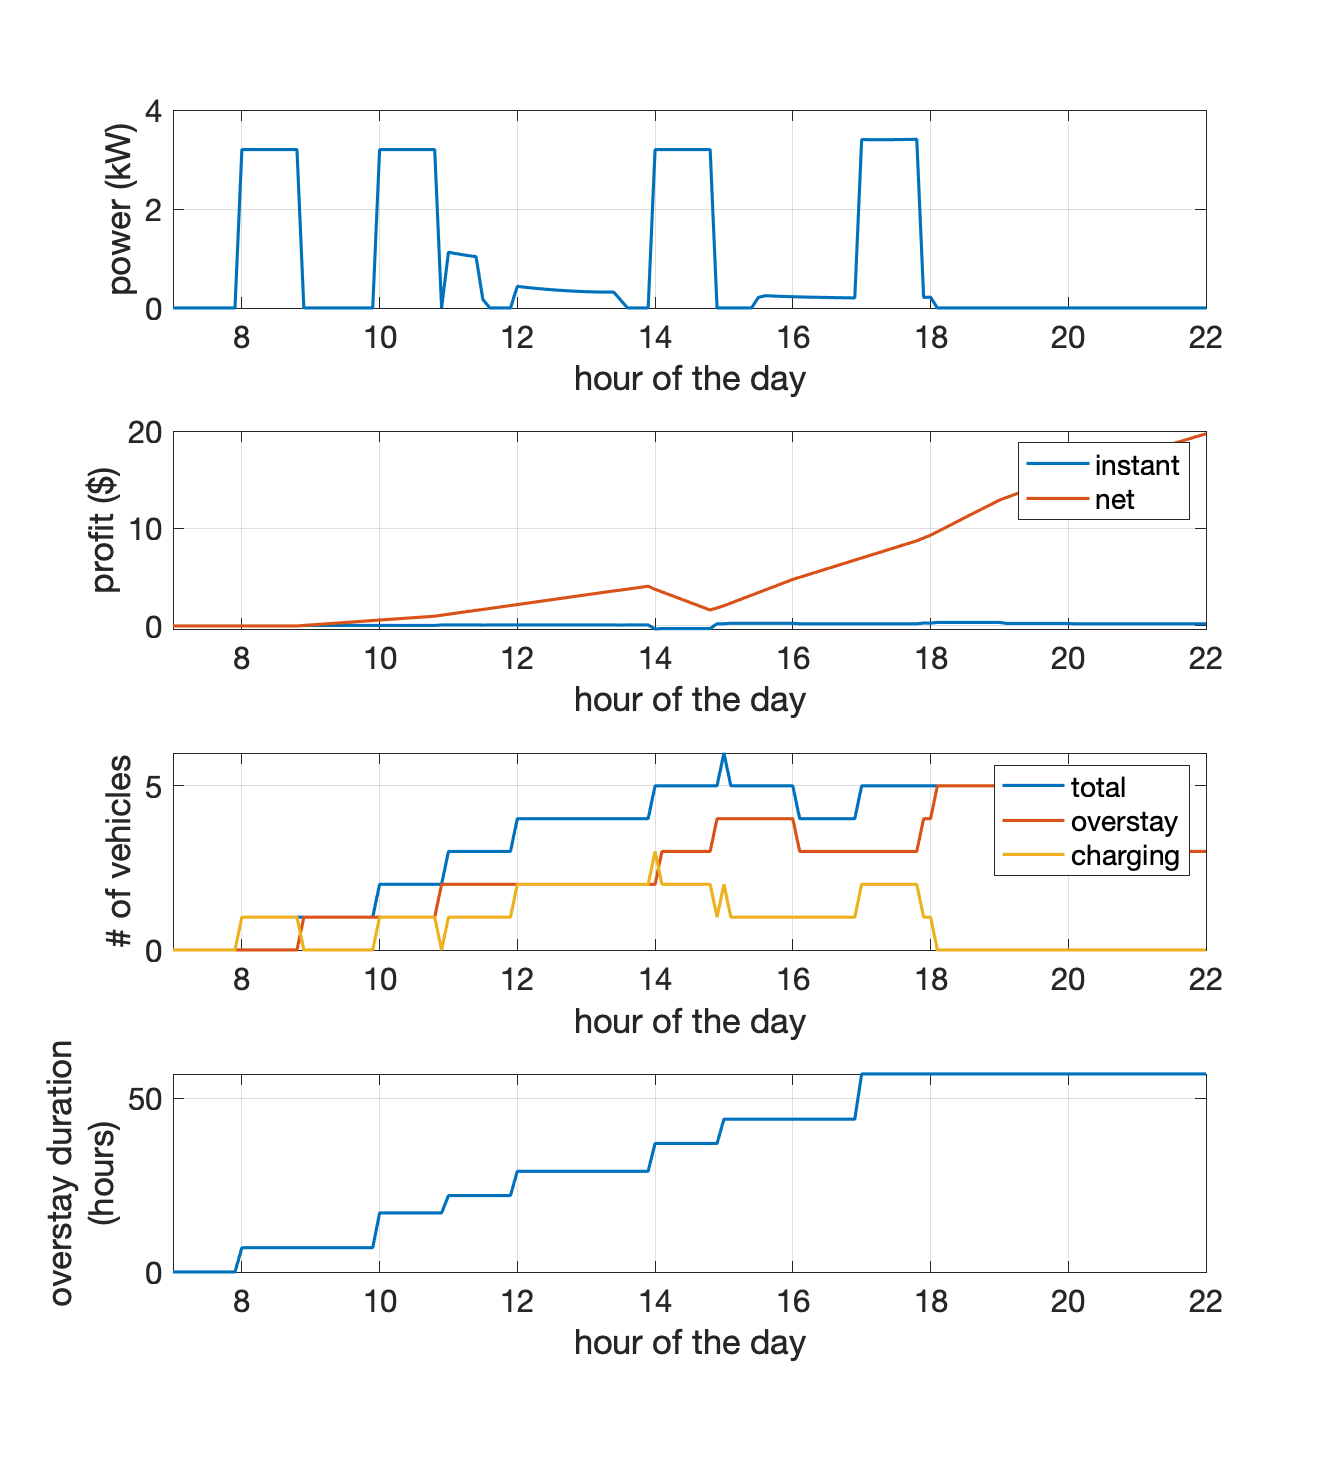 power (kW)
4
2
0
8 10 12 14 16 18 20 22
hour of the day
profit ($)
20
10
0
instant
net
8 10 12 14 16 18 20 22
hour of the day
# of vehicles
5
0
total
overstay
charging
8 10 12 14 16 18 20 22
hour of the day
overstay duration
(hours)
50
0
8 10 12 14 16 18 20 22
hour of the day